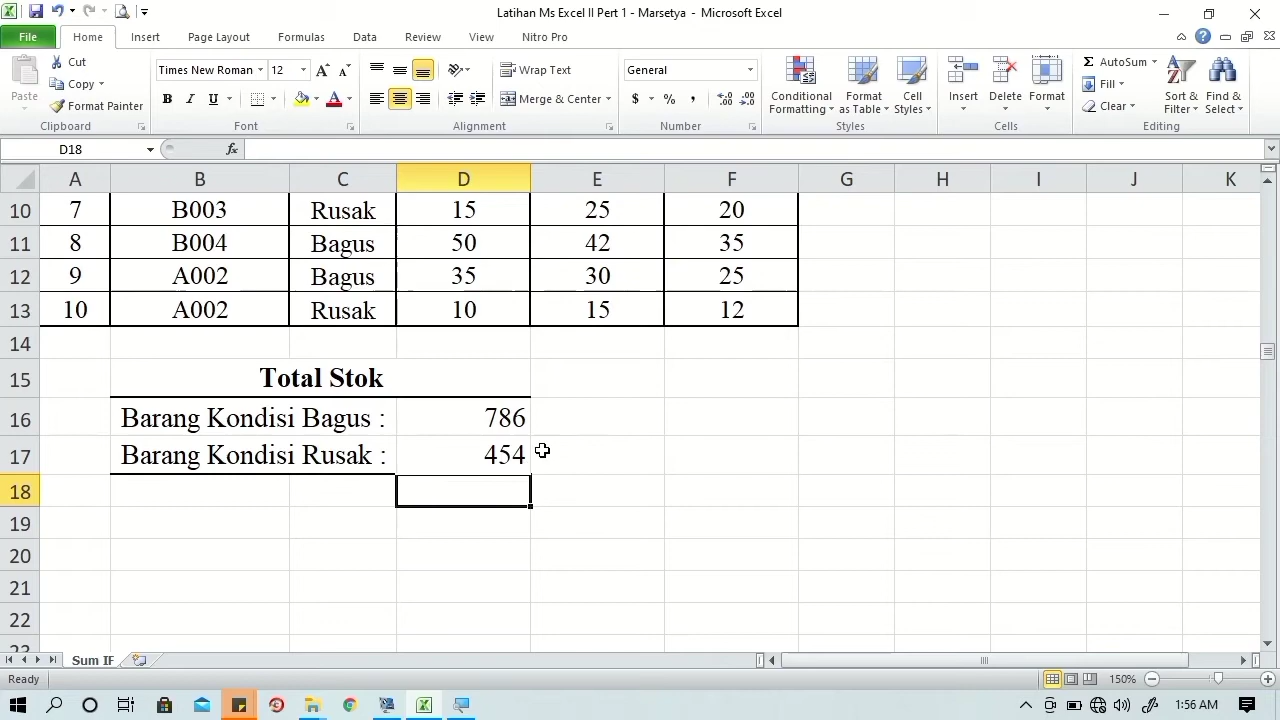 Latihan Ms Excel II Pert 1 - Marsetya - Microsoft Excel
File Home Insert Page Layout Formulas Data Review View Nitro Pro
Paste
Cut
Copy
Format Painter
Clipboard
Times New Roman 12
B I U
Font
Wrap Text
Merge & Center
Alignment
General
$ % ,
Number
Conditional Formatting
Format as Table
Cell Styles
Styles
Insert Delete Format
Cells
AutoSum
Fill
Clear
Sort & Filter
Find & Select
Editing
D18 fx
A B C D E F G H I J K
10 7 B003 Rusak 15 25 20
11 8 B004 Bagus 50 42 35
12 9 A002 Bagus 35 30 25
13 10 A002 Rusak 10 15 12
14
15 Total Stok
16 Barang Kondisi Bagus : 786
17 Barang Kondisi Rusak : 454
18
19
20
21
22
23
Sum IF
Ready 150%
1:56 AM